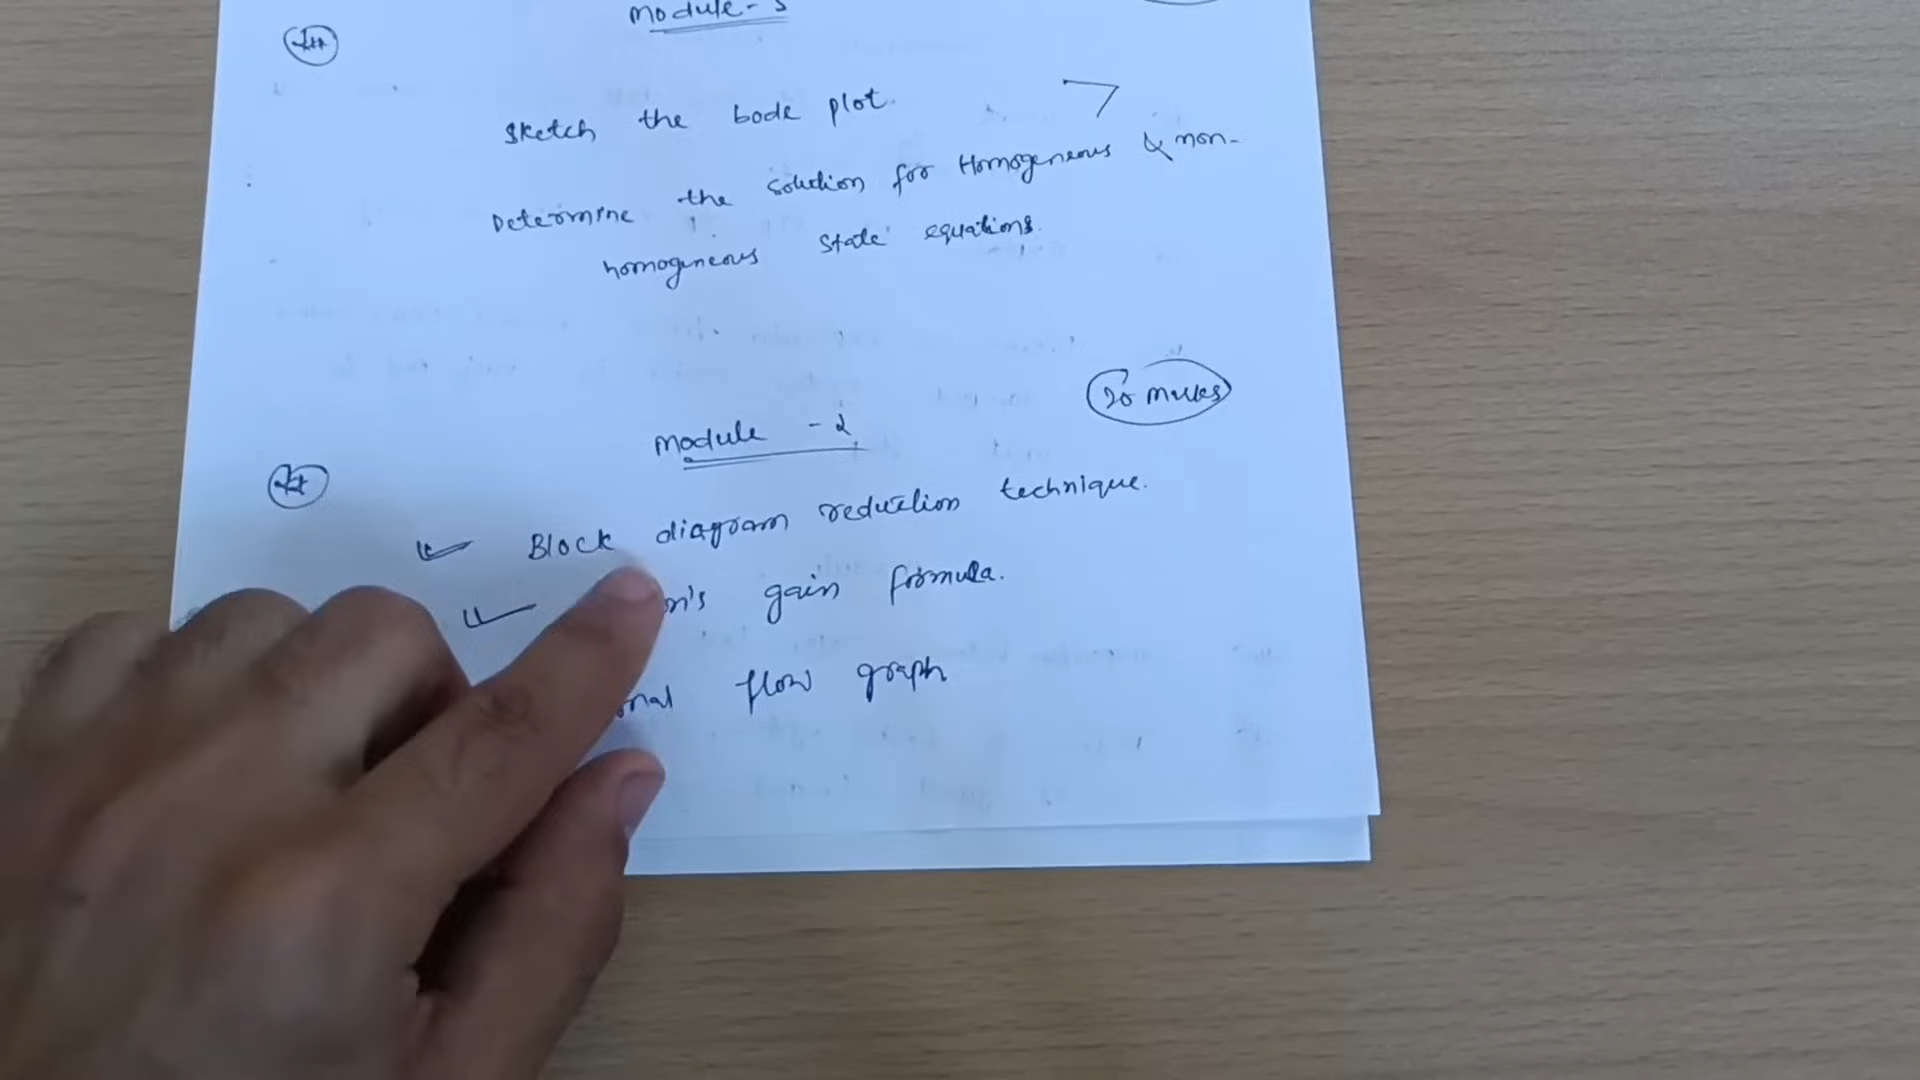 Module - 5
Sketch the bode plot.
Determine the solution for Homogeneous & non-
homogeneous state equations.
20 marks
Module - 2
Block diagram reduction technique.
n's gain formula.
nal flow graph